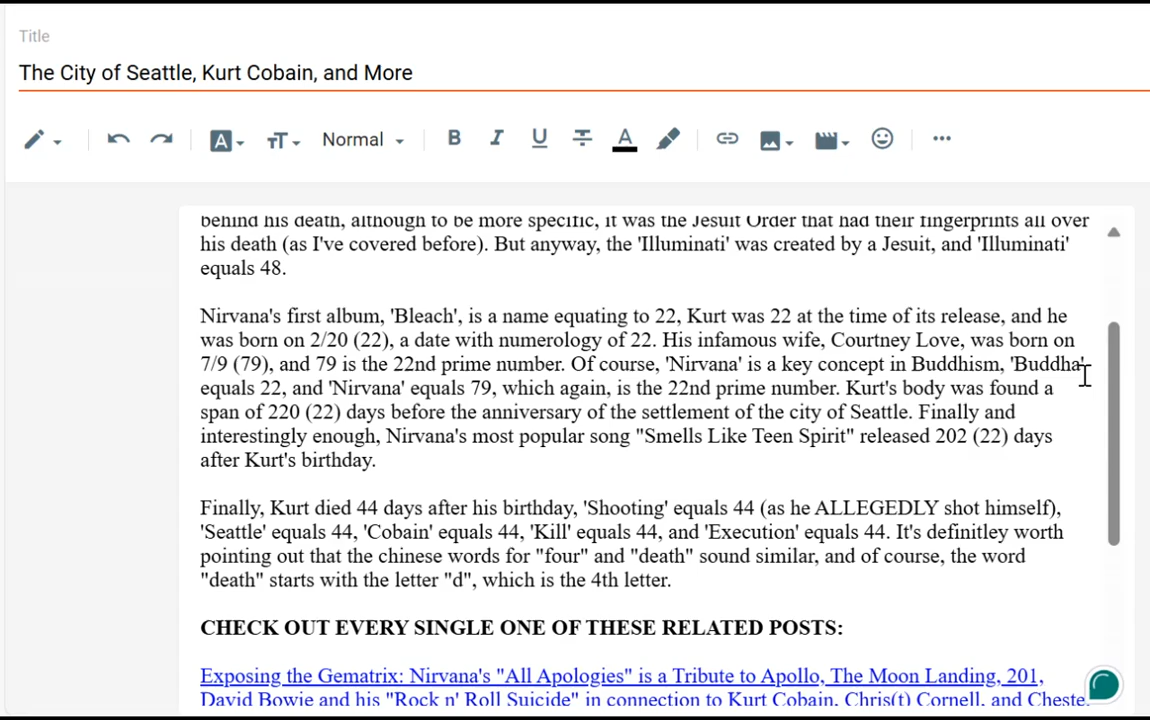 Title
The City of Seattle, Kurt Cobain, and More
Normal
behind his death, although to be more specific, it was the Jesuit Order that had their fingerprints all over
his death (as I've covered before). But anyway, the 'Illuminati' was created by a Jesuit, and 'Illuminati'
equals 48.
Nirvana's first album, 'Bleach', is a name equating to 22, Kurt was 22 at the time of its release, and he
was born on 2/20 (22), a date with numerology of 22. His infamous wife, Courtney Love, was born on
7/9 (79), and 79 is the 22nd prime number. Of course, 'Nirvana' is a key concept in Buddhism, 'Buddha'
equals 22, and 'Nirvana' equals 79, which again, is the 22nd prime number. Kurt's body was found a
span of 220 (22) days before the anniversary of the settlement of the city of Seattle. Finally and
interestingly enough, Nirvana's most popular song "Smells Like Teen Spirit" released 202 (22) days
after Kurt's birthday.
Finally, Kurt died 44 days after his birthday, 'Shooting' equals 44 (as he ALLEGEDLY shot himself),
'Seattle' equals 44, 'Cobain' equals 44, 'Kill' equals 44, and 'Execution' equals 44. It's definitley worth
pointing out that the chinese words for "four" and "death" sound similar, and of course, the word
"death" starts with the letter "d", which is the 4th letter.
CHECK OUT EVERY SINGLE ONE OF THESE RELATED POSTS:
Exposing the Gematrix: Nirvana's "All Apologies" is a Tribute to Apollo, The Moon Landing, 201,
David Bowie and his "Rock n' Roll Suicide" in connection to Kurt Cobain, Chris(t) Cornell, and Cheste